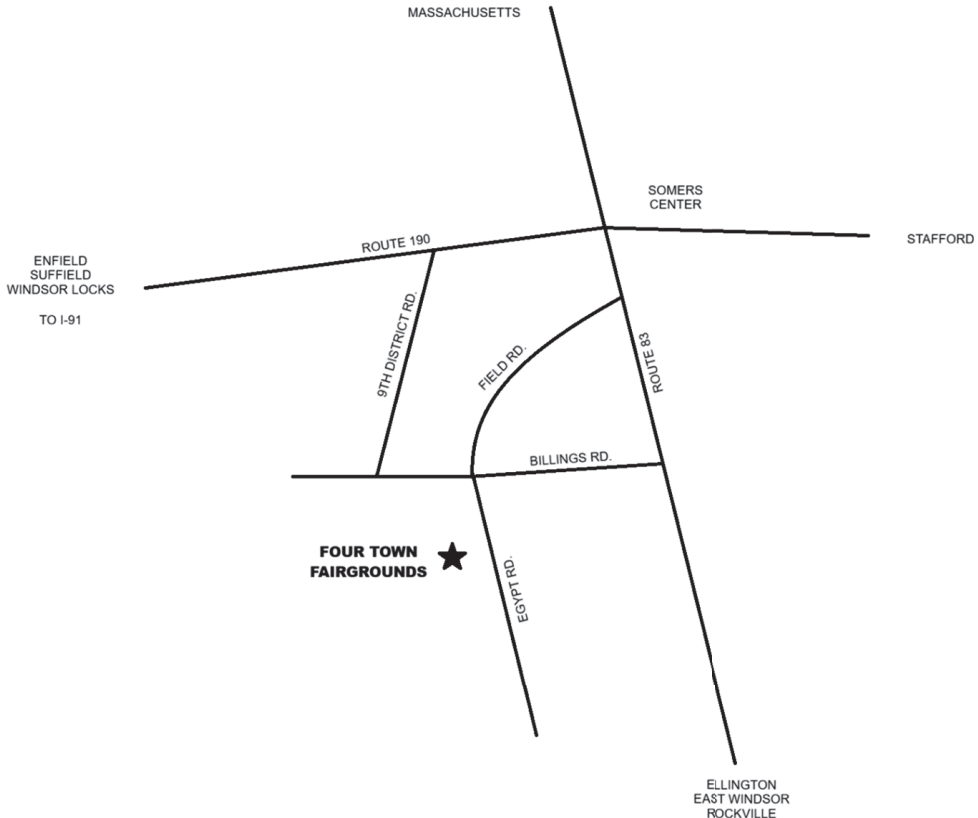 MASSACHUSETTS
SOMERS
CENTER
STAFFORD
ROUTE 190
ENFIELD
SUFFIELD
WINDSOR LOCKS
TO I-91
9TH DISTRICT RD.
FIELD RD.
ROUTE 83
BILLINGS RD.
FOUR TOWN
FAIRGROUNDS
EGYPT RD.
ELLINGTON
EAST WINDSOR
ROCKVILLE